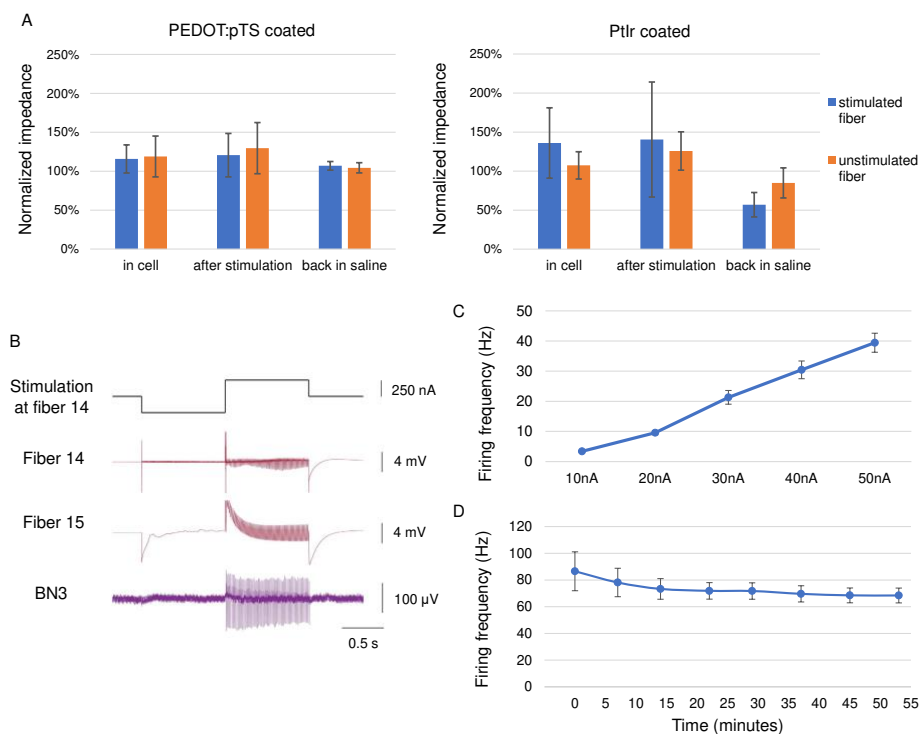 A
PEDOT:pTS coated
Normalized impedance
250%
200%
150%
100%
50%
0%
in cell
after stimulation
back in saline
PtIr coated
Normalized impedance
250%
200%
150%
100%
50%
0%
in cell
after stimulation
back in saline
stimulated
fiber
unstimulated
fiber
B
Stimulation
at fiber 14
250 nA
Fiber 14
4 mV
Fiber 15
4 mV
BN3
100 µV
0.5 s
C
Firing frequency (Hz)
50
40
30
20
10
0
10nA
20nA
30nA
40nA
50nA
D
Firing frequency (Hz)
120
100
80
60
40
20
0
0 5 10 15 20 25 30 35 40 45 50 55
Time (minutes)